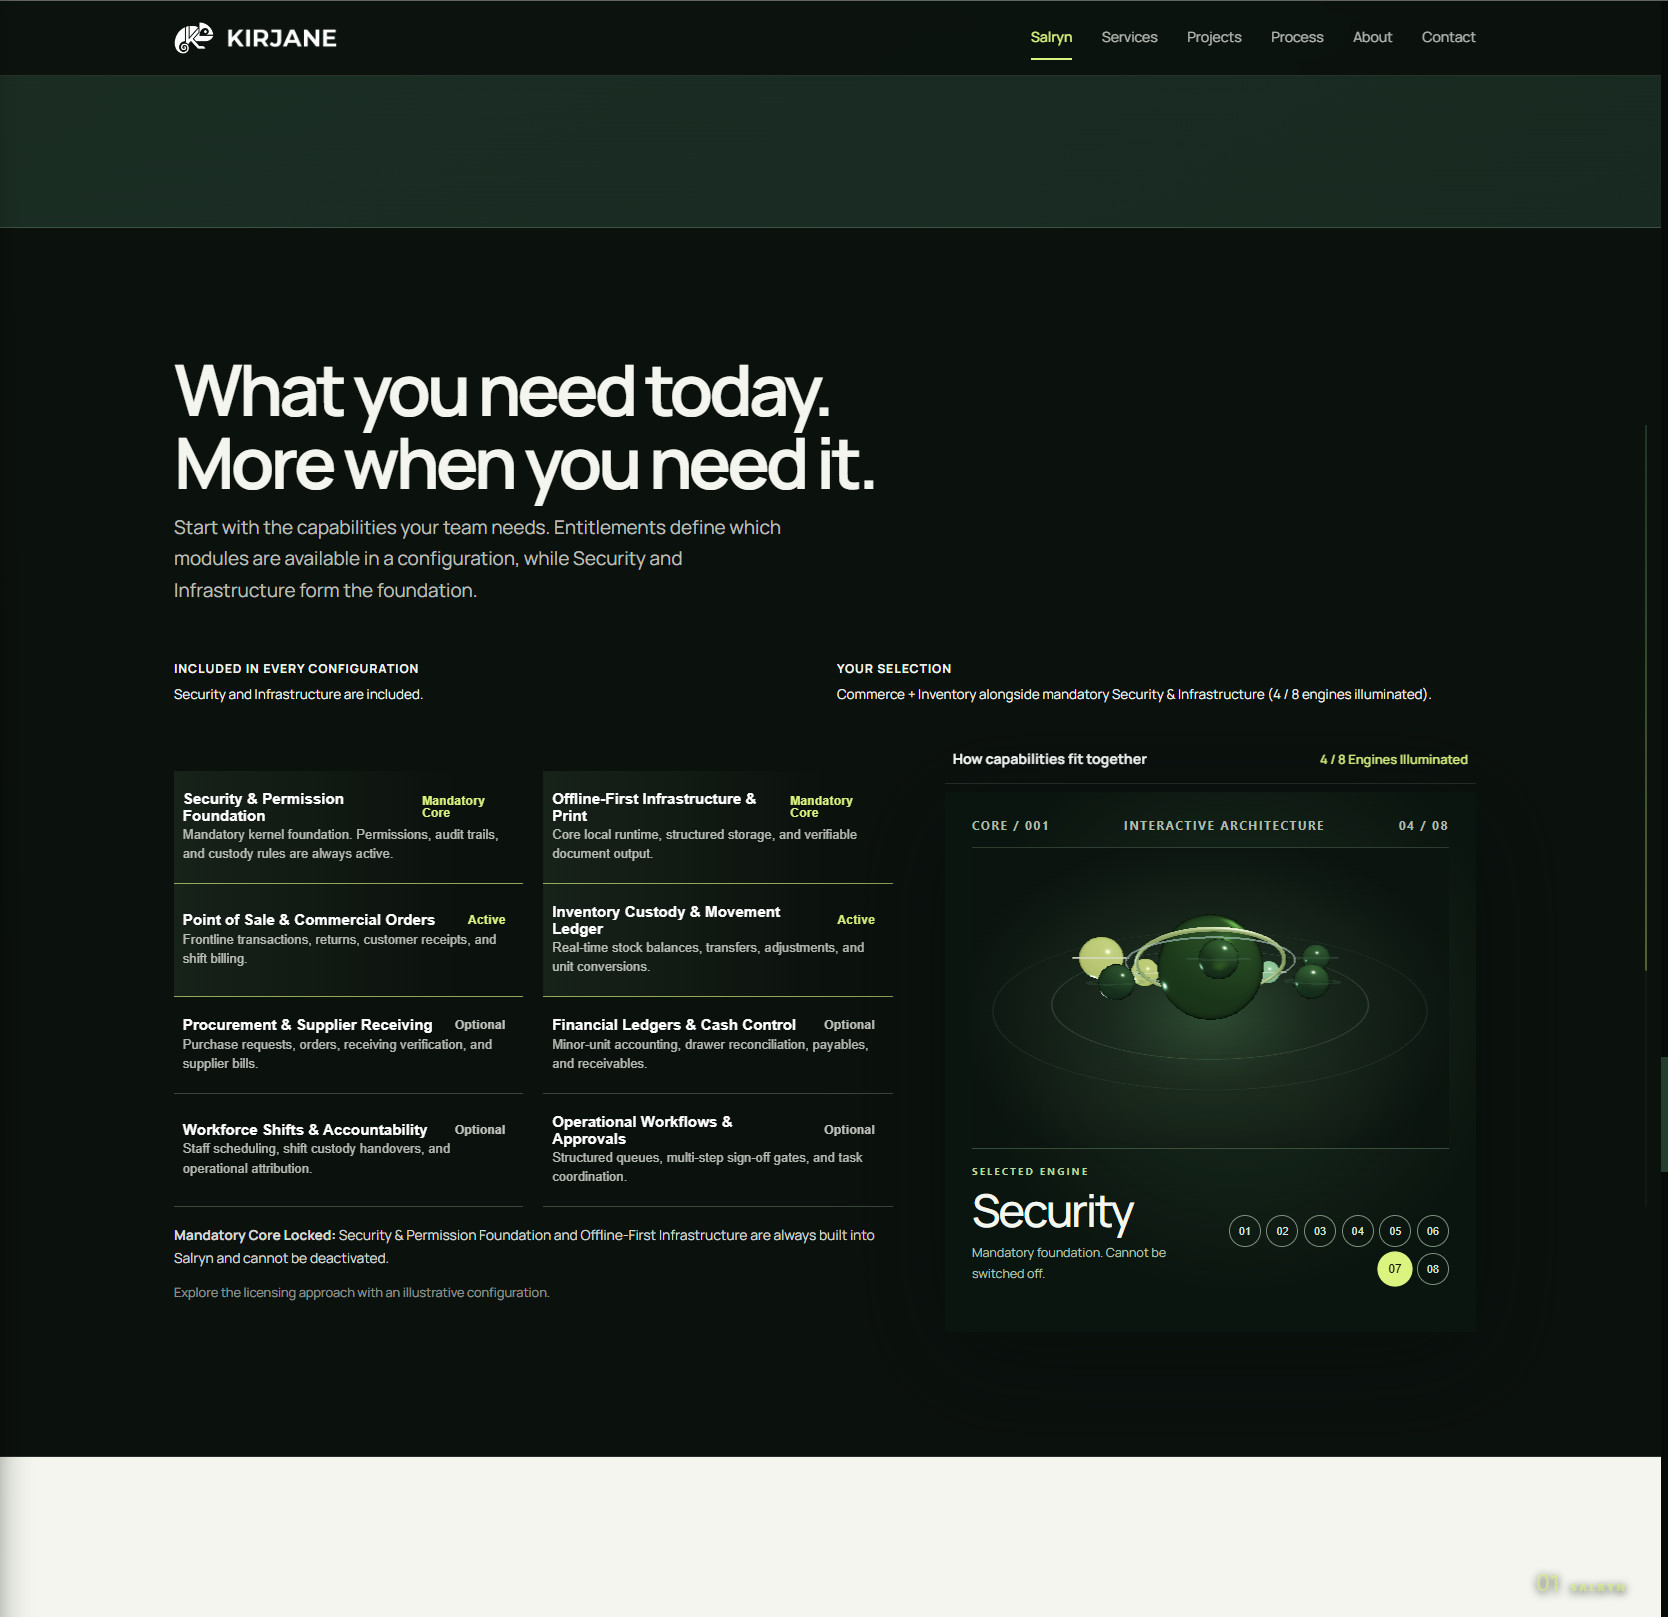 KIRJANE
Salryn Services Projects Process About Contact
What you need today.
More when you need it.
Start with the capabilities your team needs. Entitlements define which
modules are available in a configuration, while Security and
Infrastructure form the foundation.
INCLUDED IN EVERY CONFIGURATION
Security and Infrastructure are included.
YOUR SELECTION
Commerce + Inventory alongside mandatory Security & Infrastructure (4 / 8 engines illuminated).
Security & Permission
Foundation
Mandatory
Core
Mandatory kernel foundation. Permissions, audit trails,
and custody rules are always active.
Offline-First Infrastructure &
Print
Mandatory
Core
Core local runtime, structured storage, and verifiable
document output.
Point of Sale & Commercial Orders
Active
Frontline transactions, returns, customer receipts, and
shift billing.
Inventory Custody & Movement
Ledger
Active
Real-time stock balances, transfers, adjustments, and
unit conversions.
Procurement & Supplier Receiving
Optional
Purchase requests, orders, receiving verification, and
supplier bills.
Financial Ledgers & Cash Control
Optional
Minor-unit accounting, drawer reconciliation, payables,
and receivables.
Workforce Shifts & Accountability
Optional
Staff scheduling, shift custody handovers, and
operational attribution.
Operational Workflows &
Approvals
Optional
Structured queues, multi-step sign-off gates, and task
coordination.
Mandatory Core Locked: Security & Permission Foundation and Offline-First Infrastructure are always built into
Salryn and cannot be deactivated.
Explore the licensing approach with an illustrative configuration.
How capabilities fit together
4 / 8 Engines Illuminated
CORE / 001
INTERACTIVE ARCHITECTURE
04 / 08
SELECTED ENGINE
Security
Mandatory foundation. Cannot be
switched off.
01 02 03 04 05 06
07 08
01 SALRYN